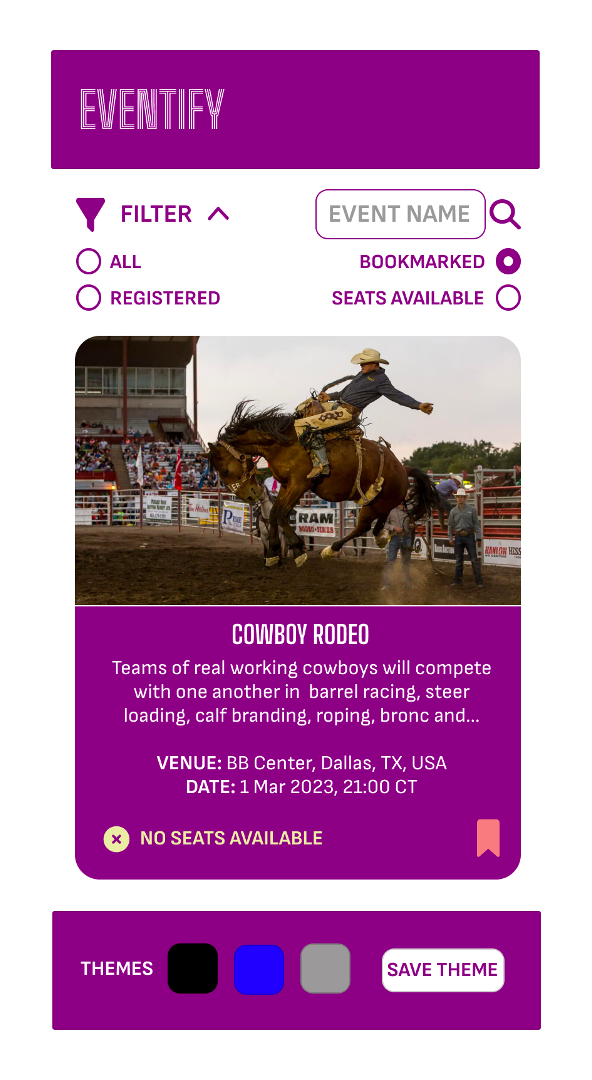 EVENTIFY
FILTER
EVENT NAME
ALL
BOOKMARKED
REGISTERED
SEATS AVAILABLE
RAM
COWBOY RODEO
Teams of real working cowboys will compete
with one another in barrel racing, steer
loading, calf branding, roping, bronc and...
VENUE: BB Center, Dallas, TX, USA
DATE: 1 Mar 2023, 21:00 CT
NO SEATS AVAILABLE
THEMES
SAVE THEME